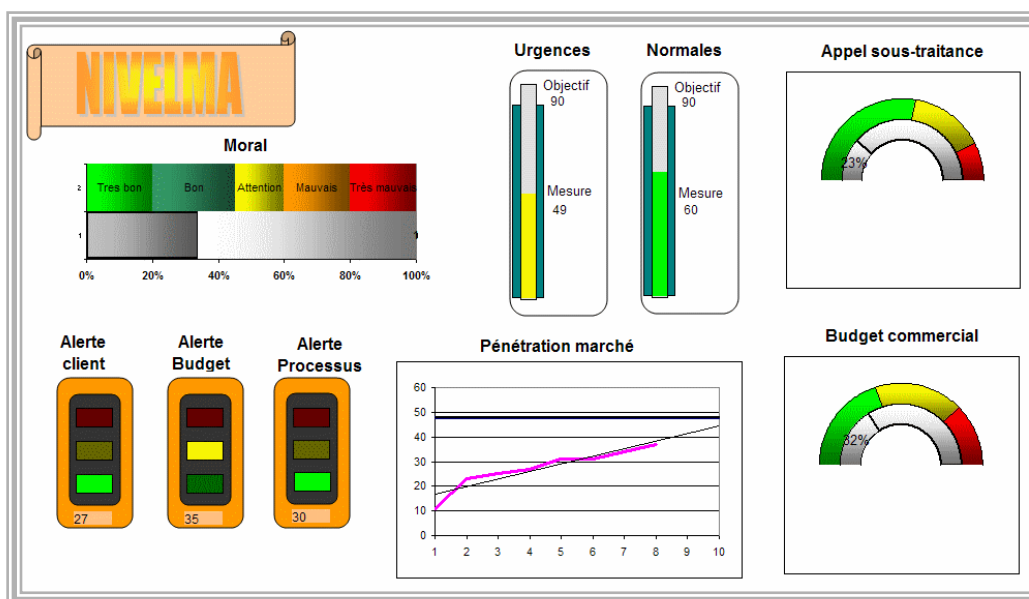 NIVELMA
Moral
2
Tres bon
Bon
Attention
Mauvais
Très mauvais
1
0%
20%
40%
60%
80%
100%
Urgences
Objectif
90
Mesure
49
Normales
Objectif
90
Mesure
60
Appel sous-traitance
23%
Alerte
client
27
Alerte
Budget
35
Alerte
Processus
30
Pénétration marché
60
50
40
30
20
10
0
1
2
3
4
5
6
7
8
9
10
Budget commercial
32%